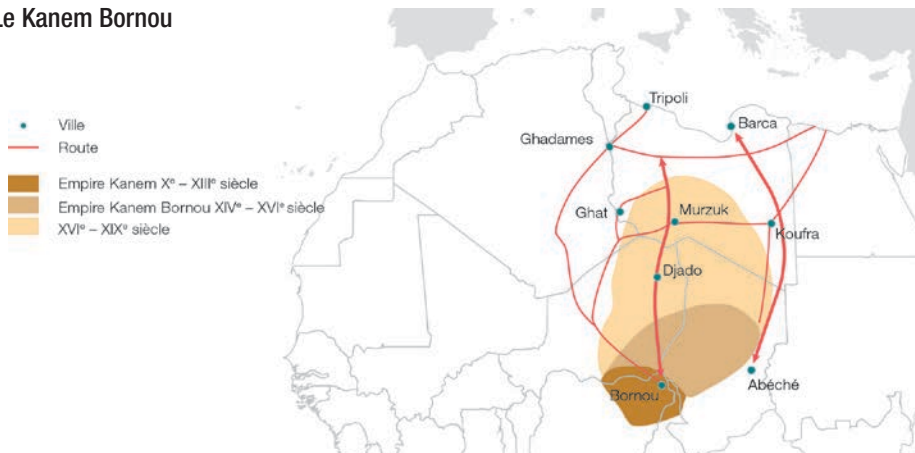 Le Kanem Bornou
Ville
Route
Empire Kanem Xe – XIIIe siècle
Empire Kanem Bornou XIVe – XVIe siècle
XVIe – XIXe siècle
Tripoli
Barca
Ghadames
Ghat
Murzuk
Koufra
Djado
Abéché
Bornou